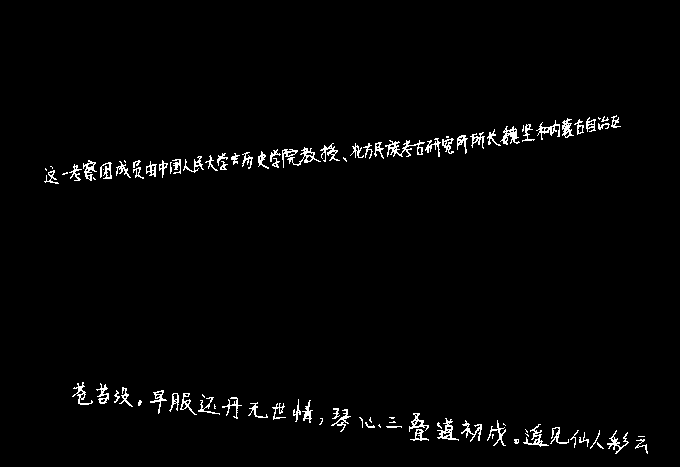 这一考察团成员由中国人民大学历史学院教授、北方民族考古研究所所长魏坚和内蒙古自治区
苍苔没。早服还丹无世情，琴心三叠道初成。遥见仙人彩云